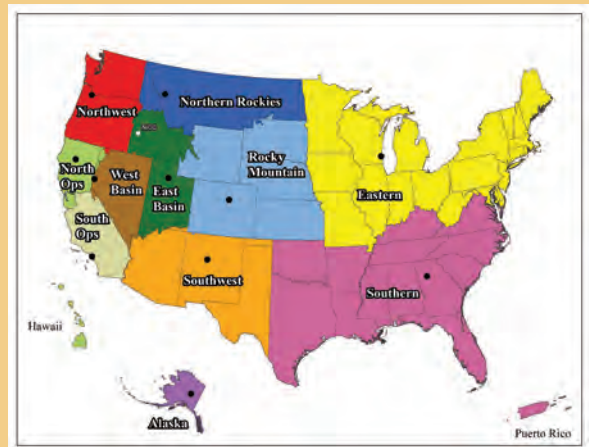 Northwest
Northern Rockies
North
Ops
West
Basin
East
Basin
Rocky
Mountain
Eastern
South
Ops
Southwest
Southern
Hawaii
Alaska
Puerto Rico